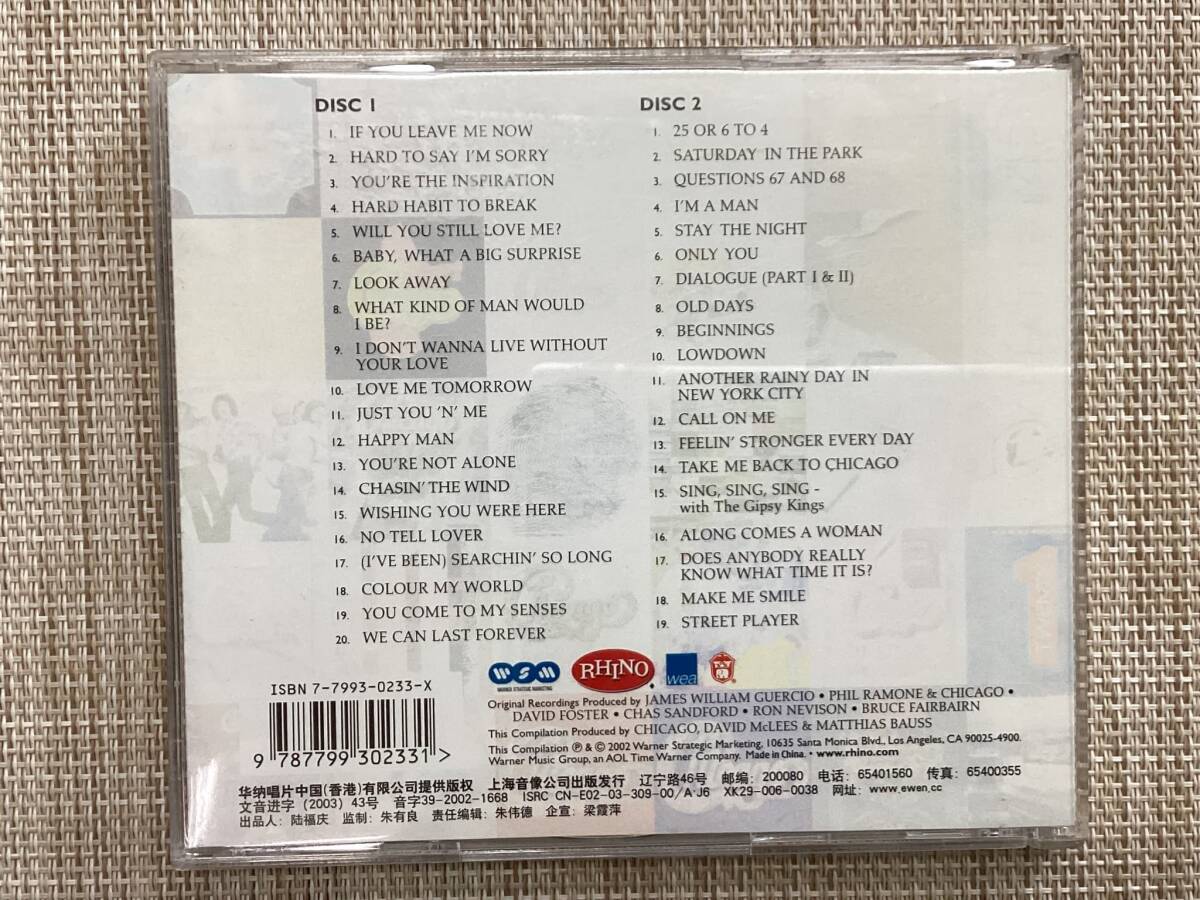 DISC 1
1. IF YOU LEAVE ME NOW
2. HARD TO SAY I'M SORRY
3. YOU'RE THE INSPIRATION
4. HARD HABIT TO BREAK
5. WILL YOU STILL LOVE ME?
6. BABY, WHAT A BIG SURPRISE
7. LOOK AWAY
8. WHAT KIND OF MAN WOULD
I BE?
9. I DON'T WANNA LIVE WITHOUT
YOUR LOVE
10. LOVE ME TOMORROW
11. JUST YOU 'N' ME
12. HAPPY MAN
13. YOU'RE NOT ALONE
14. CHASIN' THE WIND
15. WISHING YOU WERE HERE
16. NO TELL LOVER
17. (I'VE BEEN) SEARCHIN' SO LONG
18. COLOUR MY WORLD
19. YOU COME TO MY SENSES
20. WE CAN LAST FOREVER
DISC 2
1. 25 OR 6 TO 4
2. SATURDAY IN THE PARK
3. QUESTIONS 67 AND 68
4. I'M A MAN
5. STAY THE NIGHT
6. ONLY YOU
7. DIALOGUE (PART I & II)
8. OLD DAYS
9. BEGINNINGS
10. LOWDOWN
11. ANOTHER RAINY DAY IN
NEW YORK CITY
12. CALL ON ME
13. FEELIN' STRONGER EVERY DAY
14. TAKE ME BACK TO CHICAGO
15. SING, SING, SING -
with The Gipsy Kings
16. ALONG COMES A WOMAN
17. DOES ANYBODY REALLY
KNOW WHAT TIME IT IS?
18. MAKE ME SMILE
19. STREET PLAYER
WSM
WARNER STRATEGIC MARKETING
RHINO
wea
Original Recordings Produced by JAMES WILLIAM GUERCIO • PHIL RAMONE & CHICAGO •
DAVID FOSTER • CHAS SANDFORD • RON NEVISON • BRUCE FAIRBAIRN
This Compilation Produced by CHICAGO, DAVID McLEES & MATTHIAS BAUSS
This Compilation ℗ & © 2002 Warner Strategic Marketing, 10635 Santa Monica Blvd., Los Angeles, CA 90025-4900.
Warner Music Group, an AOL Time Warner Company. Made in China. • www.rhino.com
ISBN 7-7993-0233-X
9 787799 302331 >
华纳唱片中国(香港)有限公司提供版权 上海音像公司出版发行 辽宁路46号 邮编: 200080 电话: 65401560 传真: 65400355
文音进字 (2003) 43号 音字39-2002-1668 ISRC CN-E02-03-309-00/A·J6 XK29-006-0038 网址: www.ewen.cc
出品人: 陆福庆 监制: 朱有良 责任编辑: 朱伟德 企宣: 梁霞萍